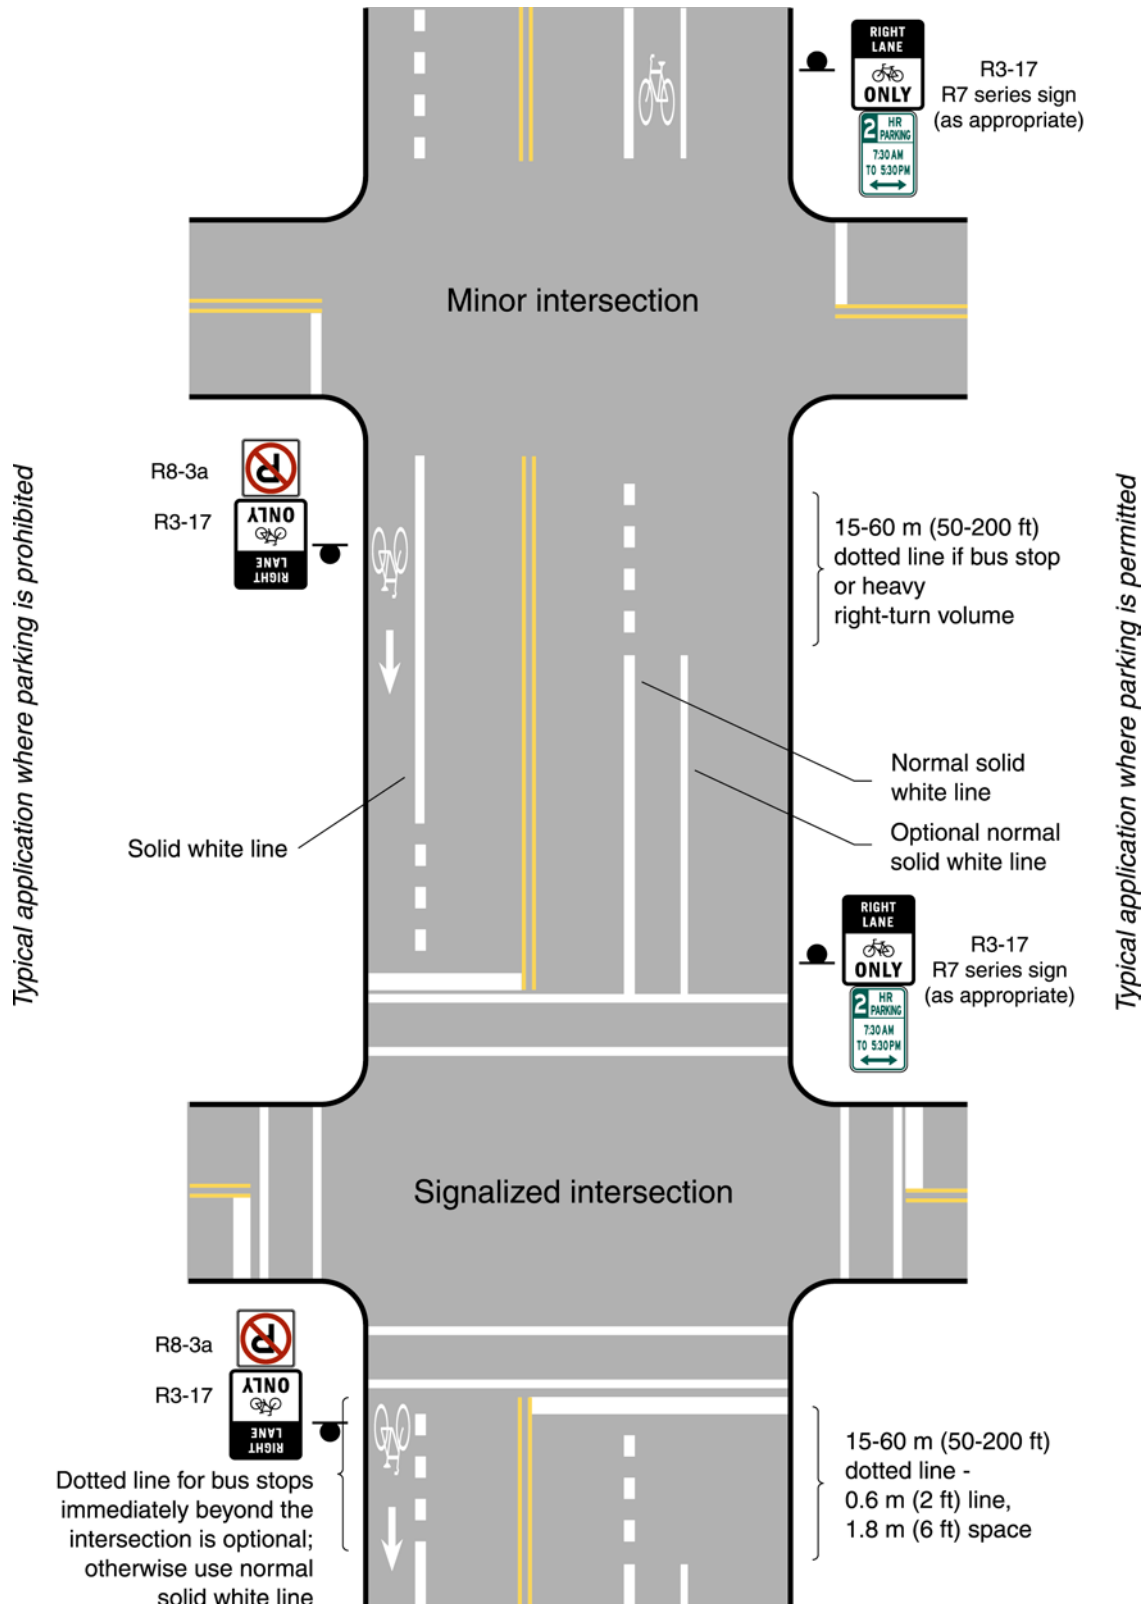 RIGHT
LANE
ONLY
2 HR
PARKING
7:30 AM
TO 5:30 PM
R3-17
R7 series sign
(as appropriate)
Minor intersection
Typical application where parking is prohibited
Typical application where parking is permitted
R8-3a
P
R3-17
ONLY
LANE
RIGHT
15-60 m (50-200 ft)
dotted line if bus stop
or heavy
right-turn volume
Normal solid
white line
Optional normal
solid white line
Solid white line
RIGHT
LANE
ONLY
2 HR
PARKING
7:30 AM
TO 5:30 PM
R3-17
R7 series sign
(as appropriate)
Signalized intersection
R8-3a
P
R3-17
ONLY
LANE
RIGHT
Dotted line for bus stops
immediately beyond the
intersection is optional;
otherwise use normal
solid white line
15-60 m (50-200 ft)
dotted line -
0.6 m (2 ft) line,
1.8 m (6 ft) space